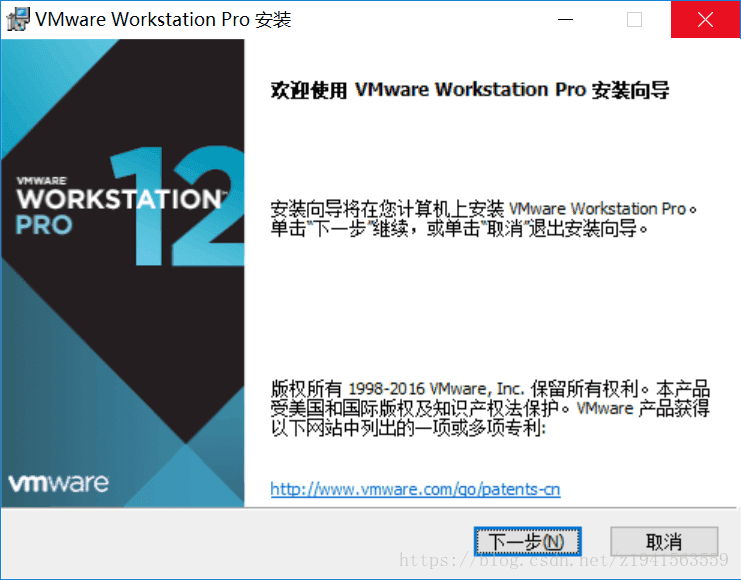 VMware Workstation Pro 安装
欢迎使用 VMware Workstation Pro 安装向导
VMWARE
WORKSTATION™
PRO
12
安装向导将在您计算机上安装 VMware Workstation Pro。
单击“下一步”继续，或单击“取消”退出安装向导。
版权所有 1998-2016 VMware, Inc. 保留所有权利。本产品
受美国和国际版权及知识产权法保护。VMware 产品获得
以下网站中列出的一项或多项专利:
http://www.vmware.com/go/patents-cn
vmware
下一步(N)
取消
https://blog.csdn.net/z1941563559